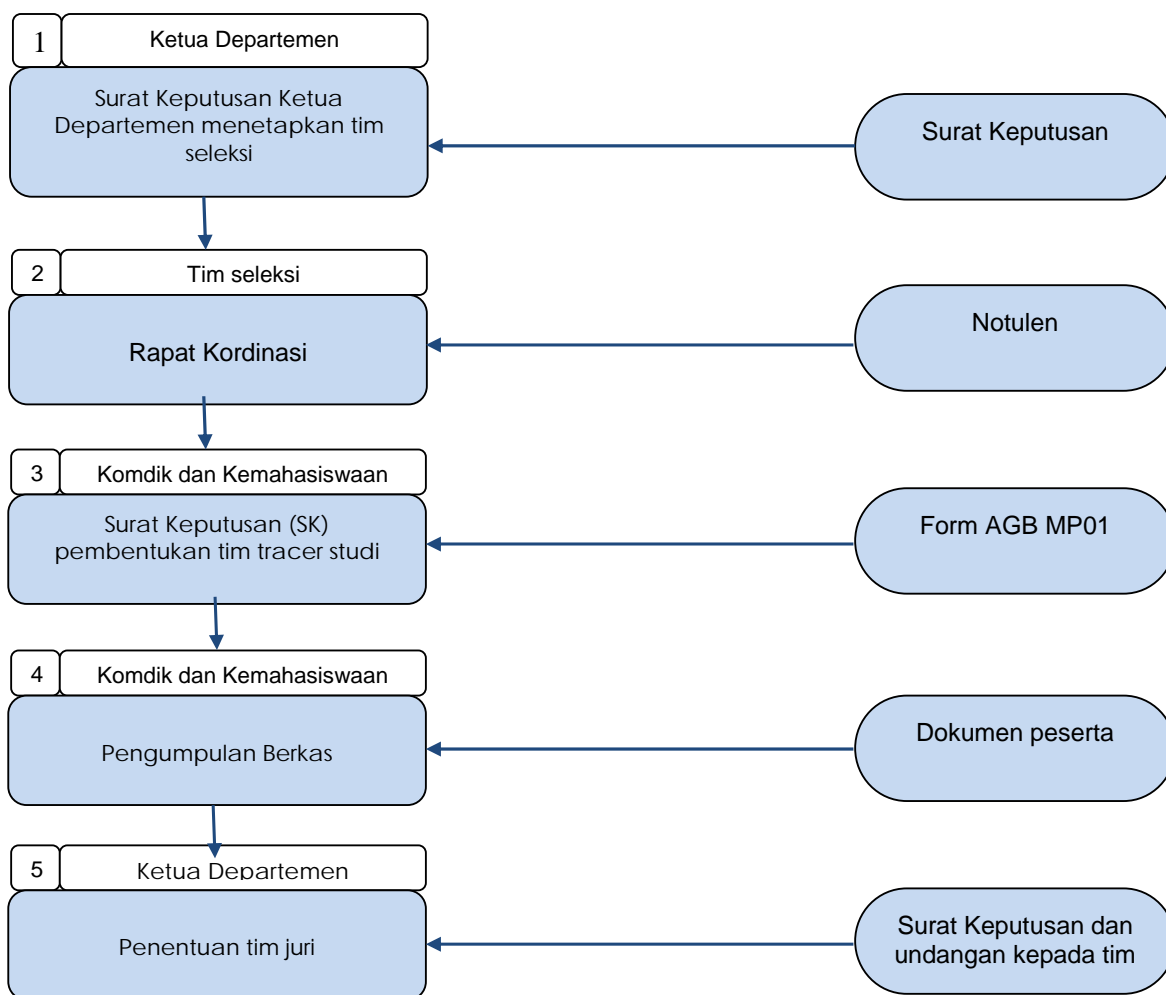 1
Ketua Departemen
Surat Keputusan Ketua
Departemen menetapkan tim
seleksi
Surat Keputusan
2
Tim seleksi
Rapat Kordinasi
Notulen
3
Komdik dan Kemahasiswaan
Surat Keputusan (SK)
pembentukan tim tracer studi
Form AGB MP01
4
Komdik dan Kemahasiswaan
Pengumpulan Berkas
Dokumen peserta
5
Ketua Departemen
Penentuan tim juri
Surat Keputusan dan
undangan kepada tim